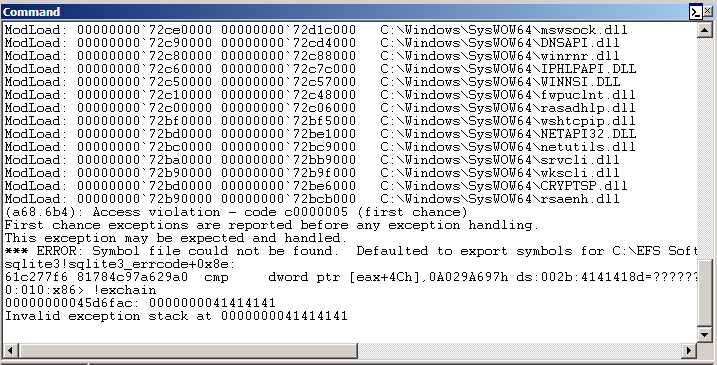 Command
ModLoad: 00000000`72ce0000 00000000`72d1c000   C:\Windows\SysWOW64\mswsock.dll
ModLoad: 00000000`72c90000 00000000`72cd4000   C:\Windows\SysWOW64\DNSAPI.dll
ModLoad: 00000000`72c80000 00000000`72c88000   C:\Windows\SysWOW64\winrnr.dll
ModLoad: 00000000`72c60000 00000000`72c7c000   C:\Windows\SysWOW64\IPHLPAPI.DLL
ModLoad: 00000000`72c50000 00000000`72c57000   C:\Windows\SysWOW64\WINNSI.DLL
ModLoad: 00000000`72c10000 00000000`72c48000   C:\Windows\SysWOW64\fwpuclnt.dll
ModLoad: 00000000`72c00000 00000000`72c06000   C:\Windows\SysWOW64\rasadhlp.dll
ModLoad: 00000000`72bf0000 00000000`72bf5000   C:\Windows\SysWOW64\wshtcpip.dll
ModLoad: 00000000`72bd0000 00000000`72be1000   C:\Windows\SysWOW64\NETAPI32.DLL
ModLoad: 00000000`72bc0000 00000000`72bc9000   C:\Windows\SysWOW64\netutils.dll
ModLoad: 00000000`72ba0000 00000000`72bb9000   C:\Windows\SysWOW64\srvcli.dll
ModLoad: 00000000`72b90000 00000000`72b9f000   C:\Windows\SysWOW64\wkscli.dll
ModLoad: 00000000`72bd0000 00000000`72be6000   C:\Windows\SysWOW64\CRYPTSP.dll
ModLoad: 00000000`72b90000 00000000`72bcb000   C:\Windows\SysWOW64\rsaenh.dll
(a68.6b4): Access violation - code c0000005 (first chance)
First chance exceptions are reported before any exception handling.
This exception may be expected and handled.
*** ERROR: Symbol file could not be found.  Defaulted to export symbols for C:\EFS Soft
sqlite3!sqlite3_errcode+0x8e:
61c277f6 81784c97a629a0  cmp     dword ptr [eax+4Ch],0A029A697h ds:002b:4141418d=???????
0:010:x86> !exchain
00000000045d6fac: 0000000041414141
Invalid exception stack at 0000000041414141